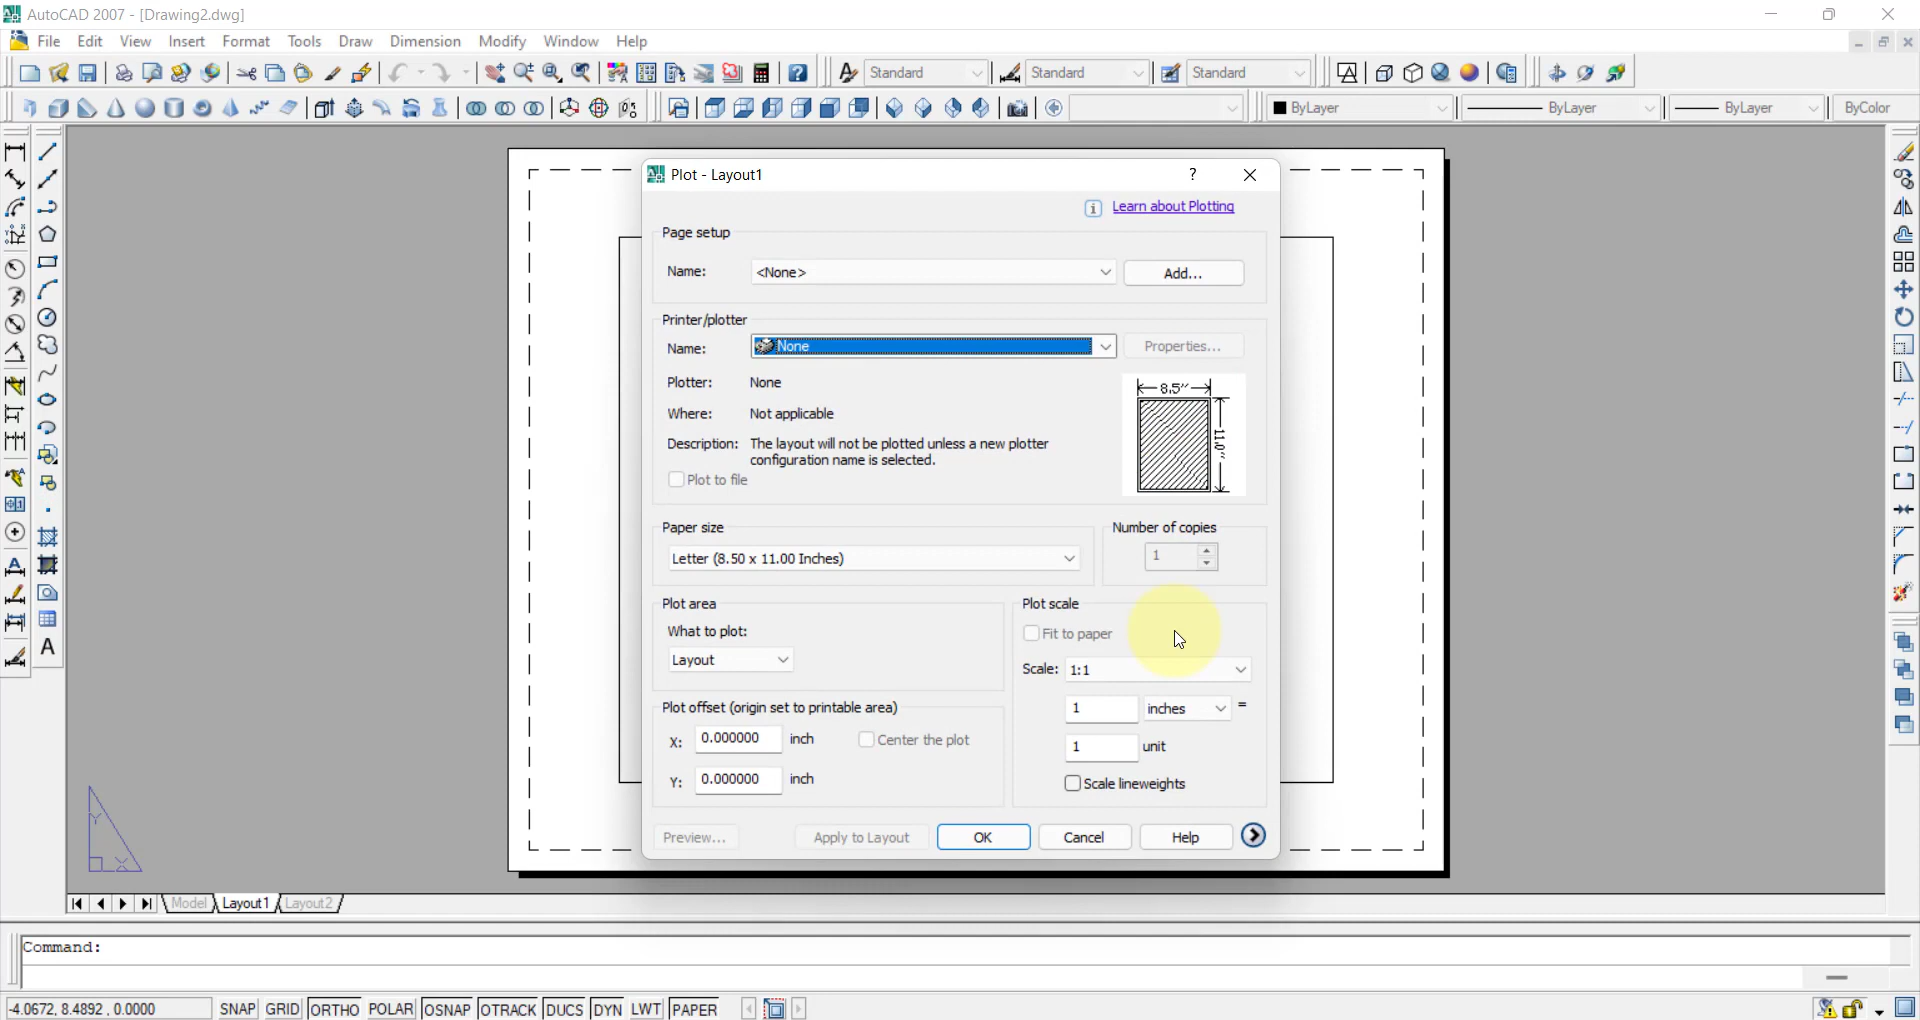 AutoCAD 2007 - [Drawing2.dwg]
File Edit View Insert Format Tools Draw Dimension Modify Window Help
Standard Standard Standard
ByLayer ByLayer ByLayer ByColor
Plot - Layout1
Learn about Plotting
Page setup
Name: <None> Add...
Printer/plotter
Name: None Properties...
Plotter: None
Where: Not applicable
Description: The layout will not be plotted unless a new plotter
configuration name is selected.
Plot to file
8.5''
11.0''
Paper size
Letter (8.50 x 11.00 Inches)
Number of copies
1
Plot area
What to plot:
Layout
Plot scale
Fit to paper
Scale: 1:1
1 inches =
1 unit
Scale lineweights
Plot offset (origin set to printable area)
X: 0.000000 inch Center the plot
Y: 0.000000 inch
Preview... Apply to Layout OK Cancel Help
Y
X
Model Layout1 Layout2
Command:
-4.0672, 8.4892 , 0.0000 SNAP GRID ORTHO POLAR OSNAP OTRACK DUCS DYN LWT PAPER